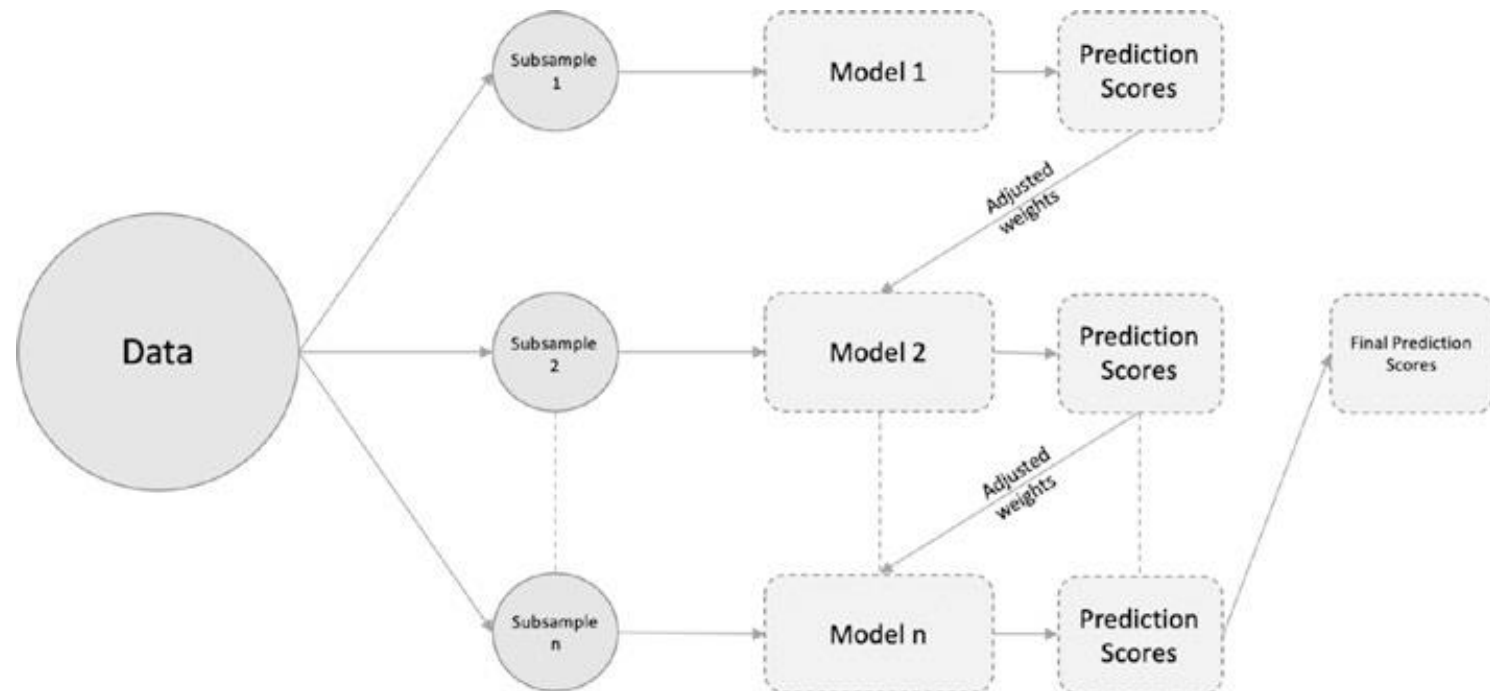 Subsample
1
Model 1
Prediction
Scores
Adjusted
weights
Data
Subsample
2
Model 2
Prediction
Scores
Final Prediction
Scores
Adjusted
weights
Subsample
n
Model n
Prediction
Scores